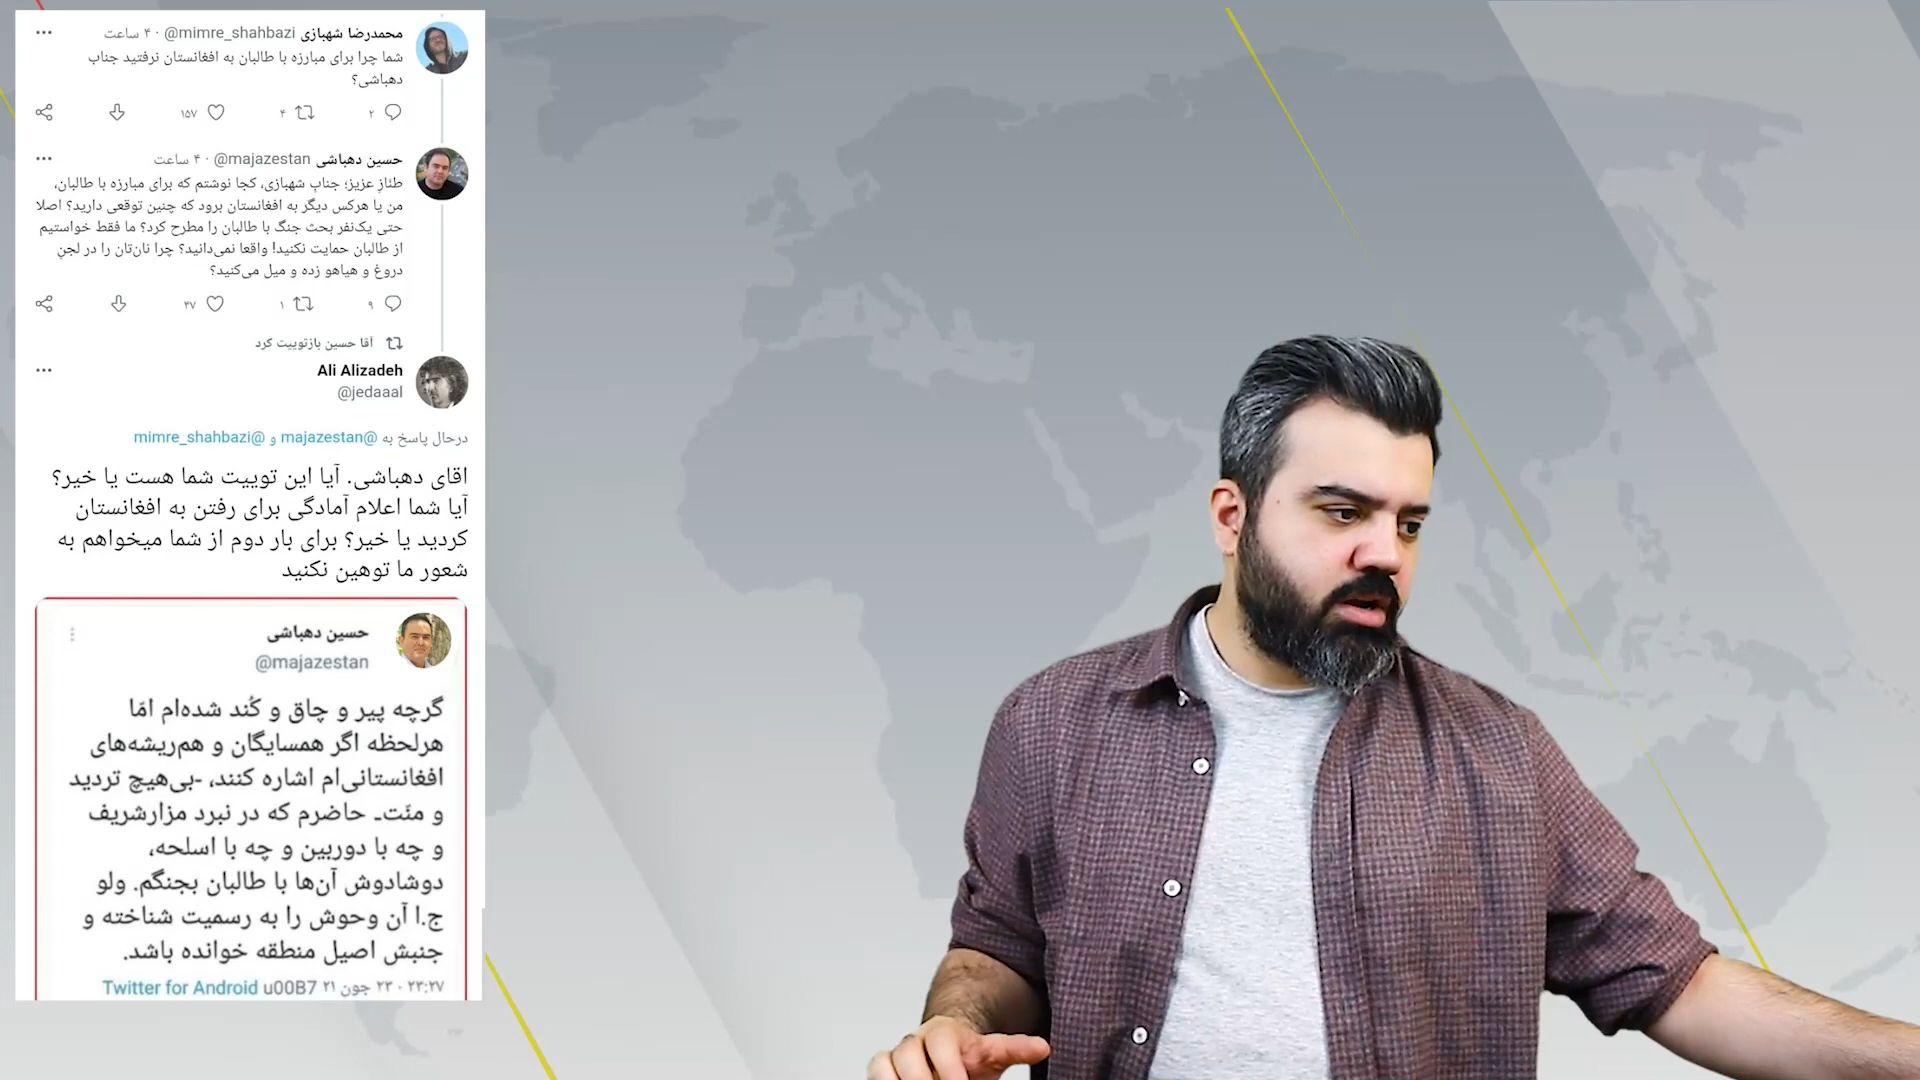 محمدرضا شهبازی @mimre_shahbazi · ۴ ساعت
شما چرا برای مبارزه با طالبان به افغانستان نرفتید جناب
دهباشی؟
۲ ۴ ۱۵۷
حسین دهباشی @majazestan · ۴ ساعت
طنّازِ عزیز؛ جنابِ شهبازی، کجا نوشتم که برای مبارزه با طالبان،
من یا هرکس دیگر به افغانستان برود که چنین توقعی دارید؟ اصلا
حتی یک‌نفر بحث جنگ با طالبان را مطرح کرد؟ ما فقط خواستیم
از طالبان حمایت نکنید! واقعا نمی‌دانید؟ چرا نان‌تان را در لجنِ
دروغ و هیاهو زده و میل می‌کنید؟
۹ ۱ ۴۷
آقا حسین بازتوییت کرد
Ali Alizadeh
@jedaaal
درحال پاسخ به @majazestan و @mimre_shahbazi
اقای دهباشی. آیا این توییت شما هست یا خیر؟
آیا شما اعلام آمادگی برای رفتن به افغانستان
کردید یا خیر؟ برای بار دوم از شما میخواهم به
شعور ما توهین نکنید
حسین دهباشی
@majazestan
گرچه پیر و چاق و کُند شده‌ام امّا
هرلحظه اگر همسایگان و هم‌ریشه‌های
افغانستانی‌ام اشاره کنند، -بی‌هیچ تردید
و منّت- حاضرم که در نبرد مزارشریف
و چه با دوربین و چه با اسلحه،
دوشادوش آن‌ها با طالبان بجنگم. ولو
ج.ا آن وحوش را به رسمیت شناخته و
جنبش اصیل منطقه خوانده باشد.
۲۳:۲۷ · ۲۳ جون ۲۱ u00B7 Twitter for Android